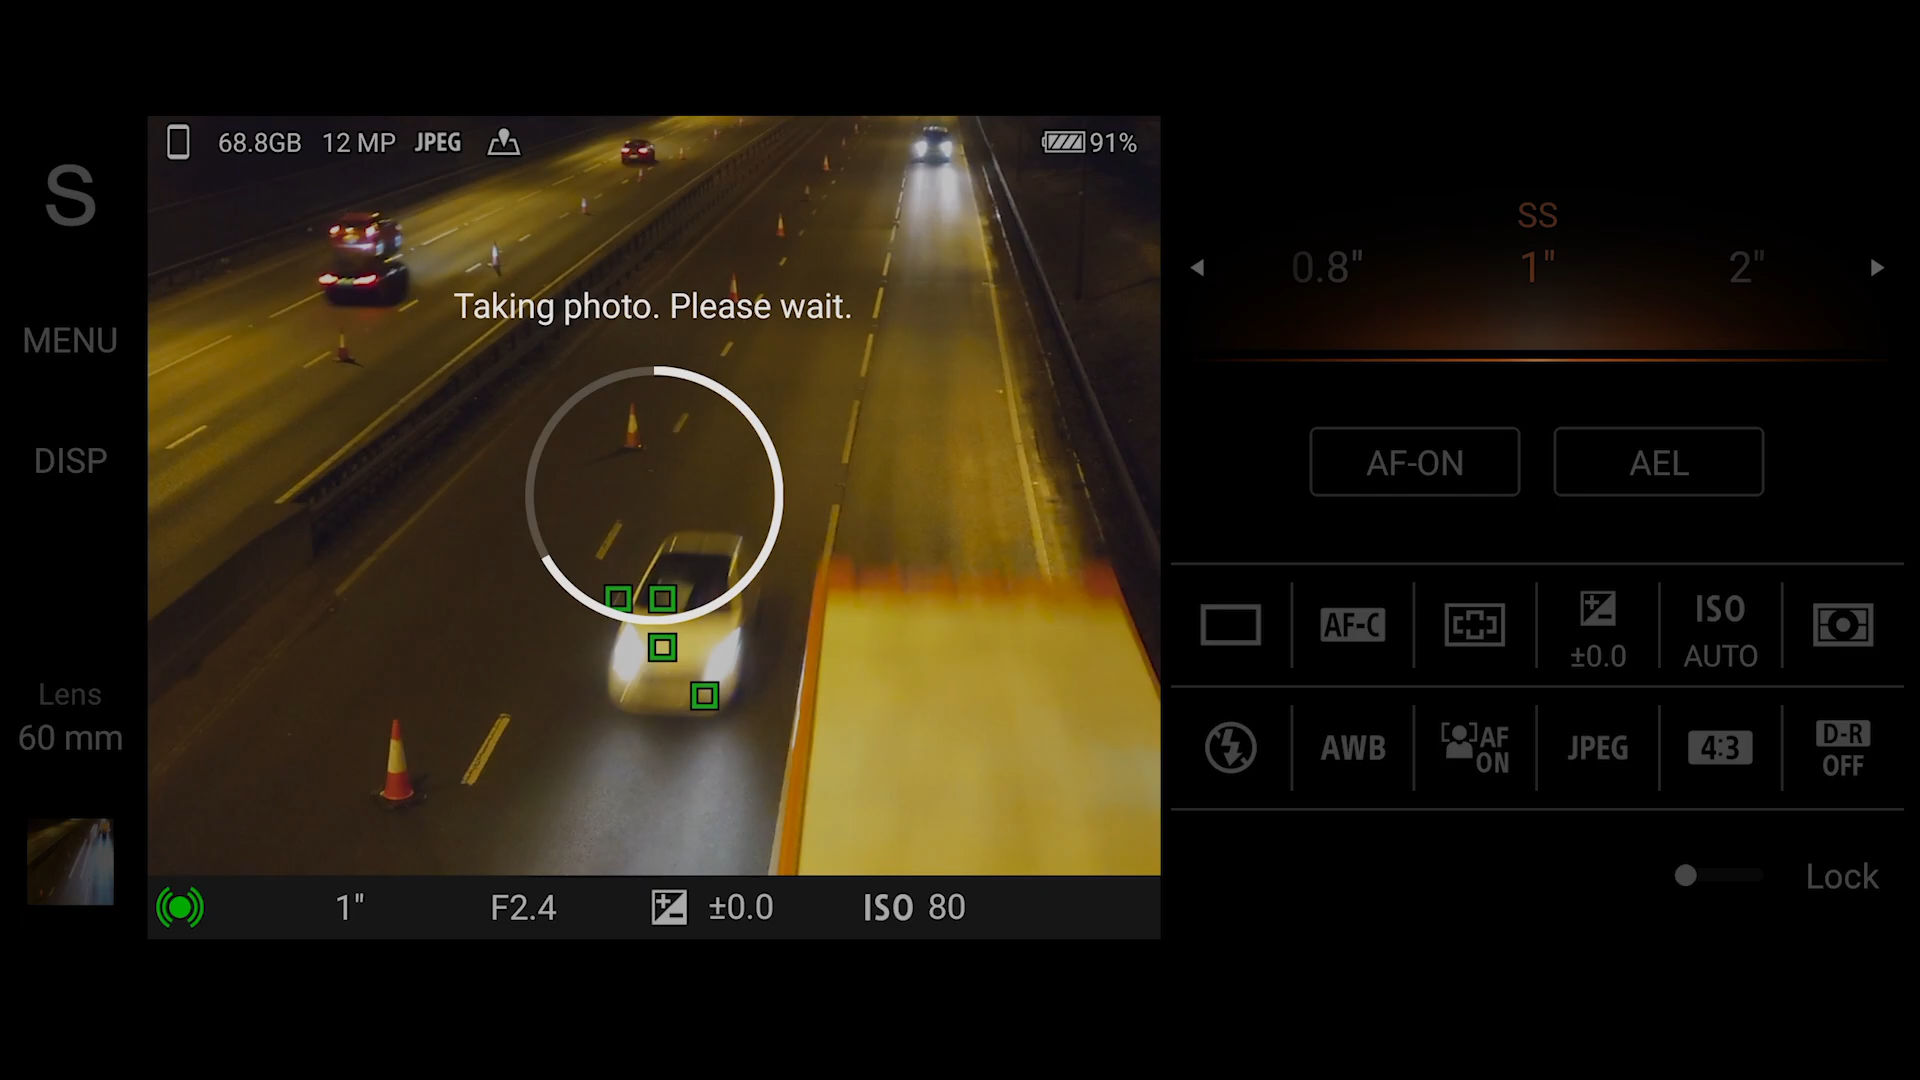 S
MENU
DISP
Lens
60 mm
68.8GB 12 MP JPEG
91%
Taking photo. Please wait.
1" F2.4 ±0.0 ISO 80
SS
0.8" 1" 2"
AF-ON AEL
AF-C ±0.0 ISO AUTO
AWB AF ON JPEG 4:3 D-R OFF
Lock